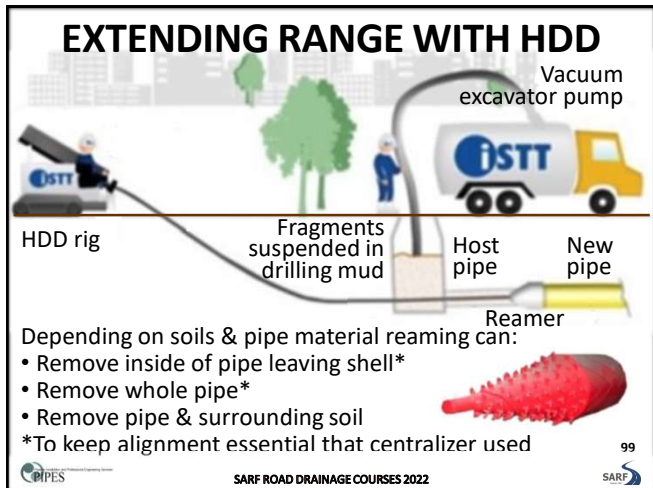 EXTENDING RANGE WITH HDD
Vacuum
excavator pump
iSTT
iSTT
HDD rig
Fragments
suspended in
drilling mud
Host
pipe
New
pipe
Reamer
Depending on soils & pipe material reaming can:
• Remove inside of pipe leaving shell*
• Remove whole pipe*
• Remove pipe & surrounding soil
*To keep alignment essential that centralizer used
99
PIPES
SARF ROAD DRAINAGE COURSES 2022
SARF